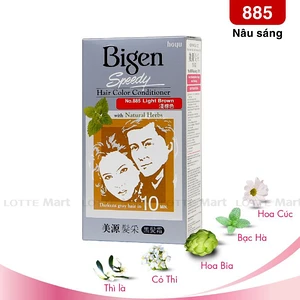 885
Nâu sáng
hoyu
Bigen
Speedy
Hair Color Conditioner
No.885 Light Brown
with Natural Herbs
10
美源髮采
LOTTE Mart
Hoa Cúc
Bạc Hà
Hoa Bia
Cỏ Thi
Thì là